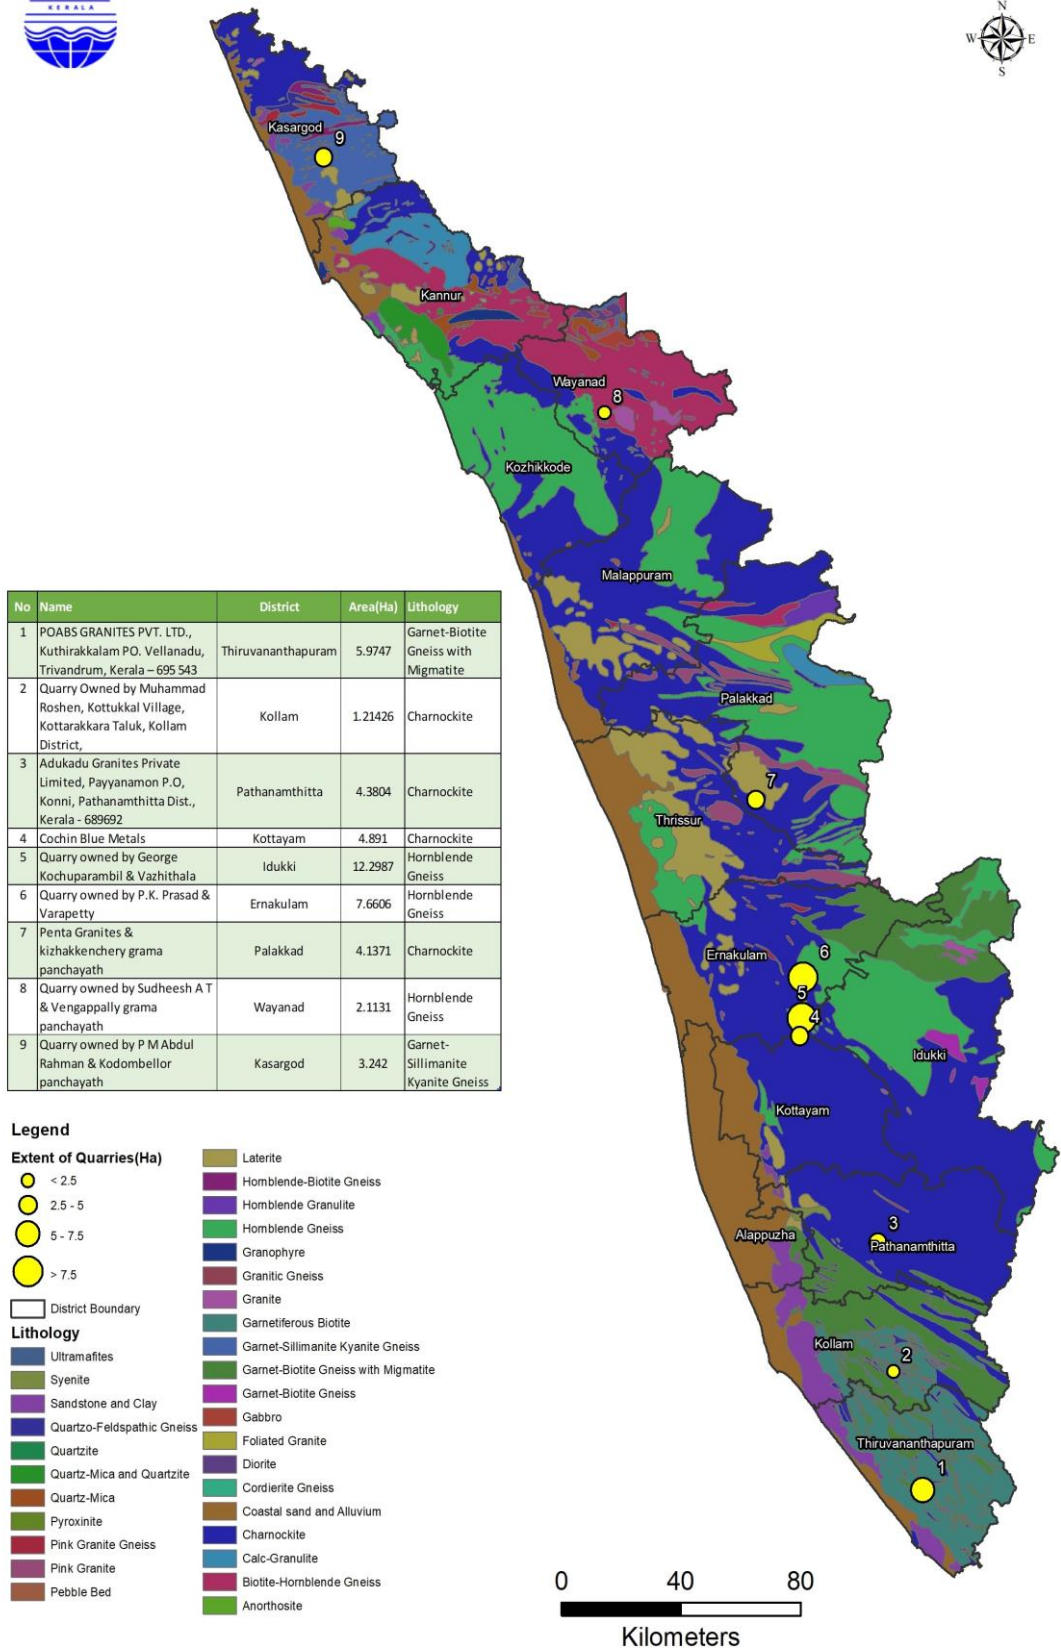 KERALA
N
W E
S
Kasargod
9
Kannur
Wayanad
8
Kozhikkode
Malappuram
Palakkad
7
Thrissur
Ernakulam
6
5
4
Idukki
Kottayam
3
Alappuzha
Pathanamthitta
Kollam
2
Thiruvananthapuram
1
No Name District Area(Ha) Lithology
1 POABS GRANITES PVT. LTD., Kuthirakkalam PO. Vellanadu, Trivandrum, Kerala – 695 543 Thiruvananthapuram 5.9747 Garnet-Biotite Gneiss with Migmatite
2 Quarry Owned by Muhammad Roshen, Kottukkal Village, Kottarakkara Taluk, Kollam District, Kollam 1.21426 Charnockite
3 Adukadu Granites Private Limited, Payyanamon P.O, Konni, Pathanamthitta Dist., Kerala - 689692 Pathanamthitta 4.3804 Charnockite
4 Cochin Blue Metals Kottayam 4.891 Charnockite
5 Quarry owned by George Kochuparambil & Vazhithala Idukki 12.2987 Hornblende Gneiss
6 Quarry owned by P.K. Prasad & Varapetty Ernakulam 7.6606 Hornblende Gneiss
7 Penta Granites & kizhakkenchery grama panchayath Palakkad 4.1371 Charnockite
8 Quarry owned by Sudheesh A T & Vengappally grama panchayath Wayanad 2.1131 Hornblende Gneiss
9 Quarry owned by P M Abdul Rahman & Kodombellor panchayath Kasargod 3.242 Garnet-Sillimanite Kyanite Gneiss
Legend
Extent of Quarries(Ha)
< 2.5
2.5 - 5
5 - 7.5
> 7.5
District Boundary
Lithology
Ultramafites
Syenite
Sandstone and Clay
Quartzo-Feldspathic Gneiss
Quartzite
Quartz-Mica and Quartzite
Quartz-Mica
Pyroxinite
Pink Granite Gneiss
Pink Granite
Pebble Bed
Laterite
Hornblende-Biotite Gneiss
Hornblende Granulite
Hornblende Gneiss
Granophyre
Granitic Gneiss
Granite
Garnetiferous Biotite
Garnet-Sillimanite Kyanite Gneiss
Garnet-Biotite Gneiss with Migmatite
Garnet-Biotite Gneiss
Gabbro
Foliated Granite
Diorite
Cordierite Gneiss
Coastal sand and Alluvium
Charnockite
Calc-Granulite
Biotite-Hornblende Gneiss
Anorthosite
0 40 80
Kilometers